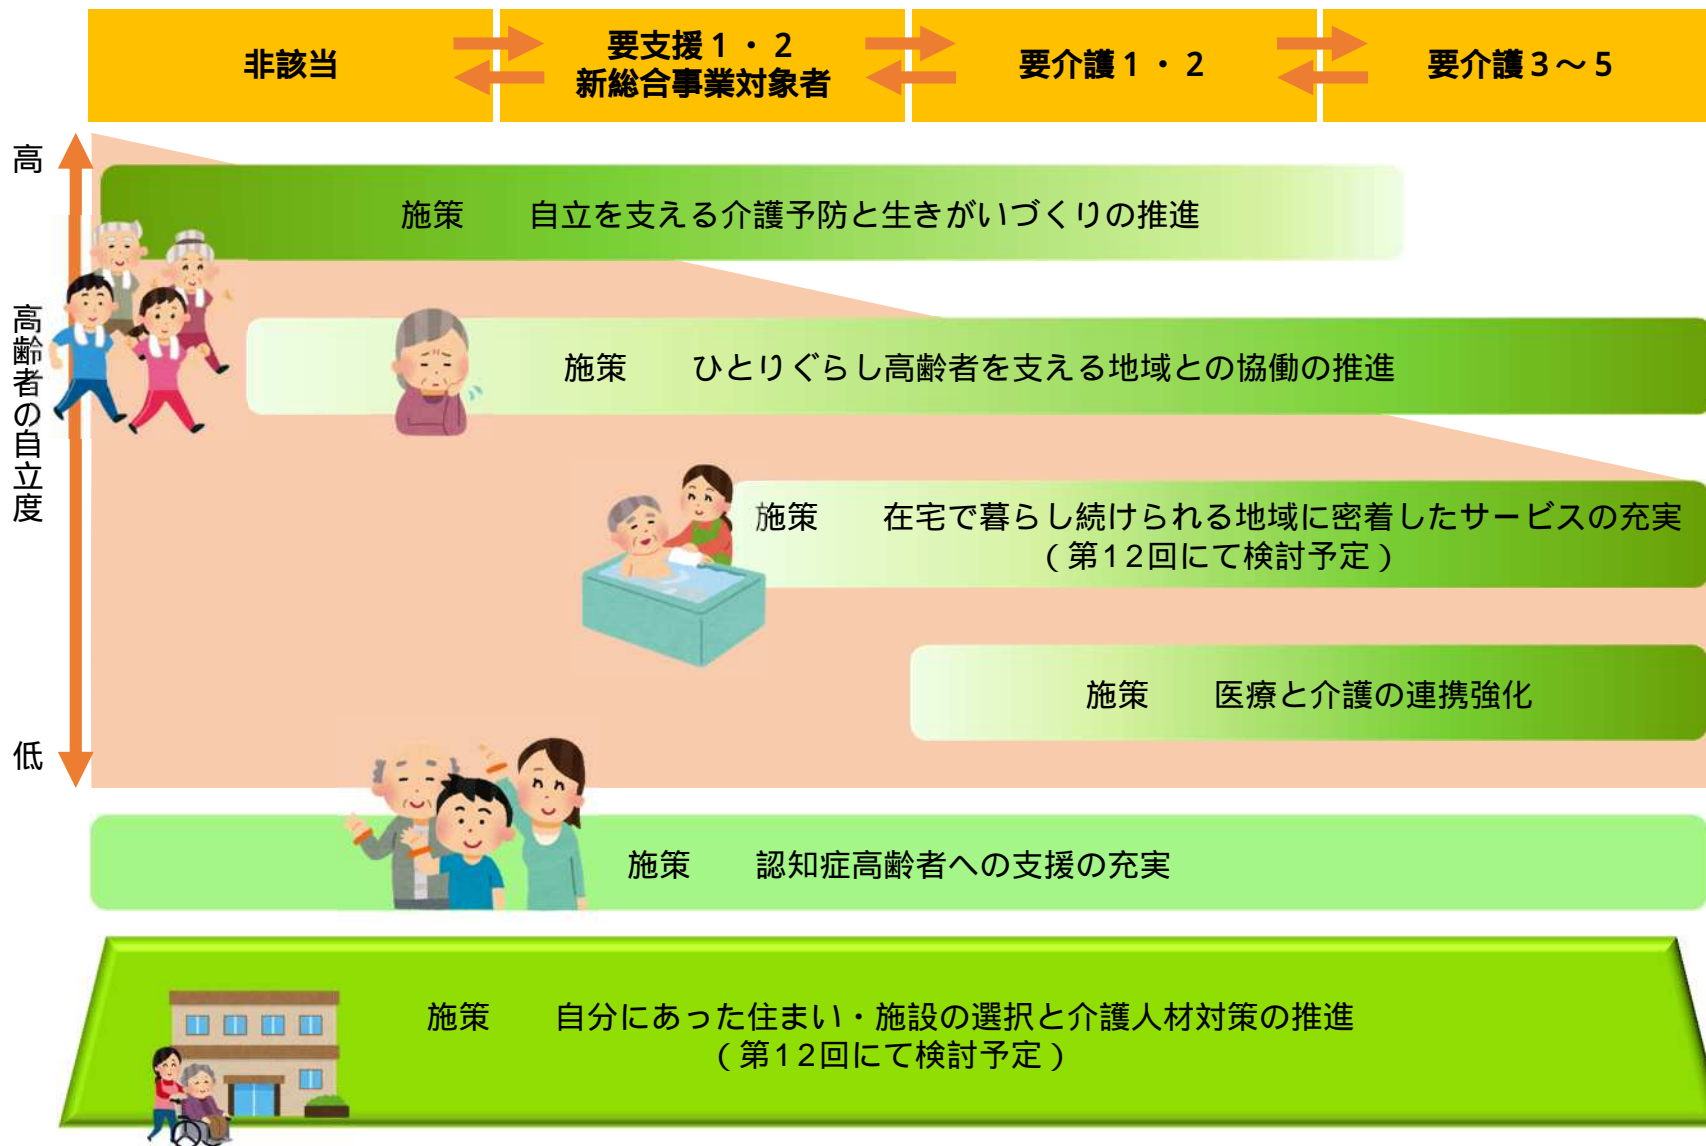 非該当
要支援１・２
新総合事業対象者
要介護１・２
要介護３～５
高
高齢者の自立度
低
施策　自立を支える介護予防と生きがいづくりの推進
施策　ひとりぐらし高齢者を支える地域との協働の推進
施策　在宅で暮らし続けられる地域に密着したサービスの充実
（第12回にて検討予定）
施策　医療と介護の連携強化
施策　認知症高齢者への支援の充実
施策　自分にあった住まい・施設の選択と介護人材対策の推進
（第12回にて検討予定）